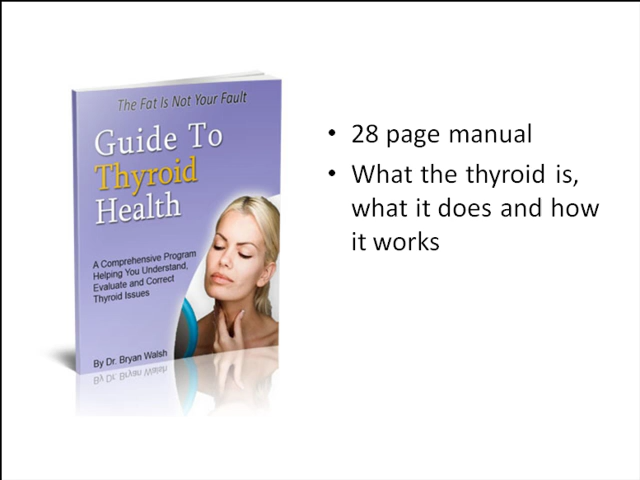 The Fat Is Not Your Fault
Guide To
Thyroid
Health
A Comprehensive Program
Helping You Understand,
Evaluate and Correct
Thyroid Issues
By Dr. Bryan Walsh
• 28 page manual
• What the thyroid is,
what it does and how
it works